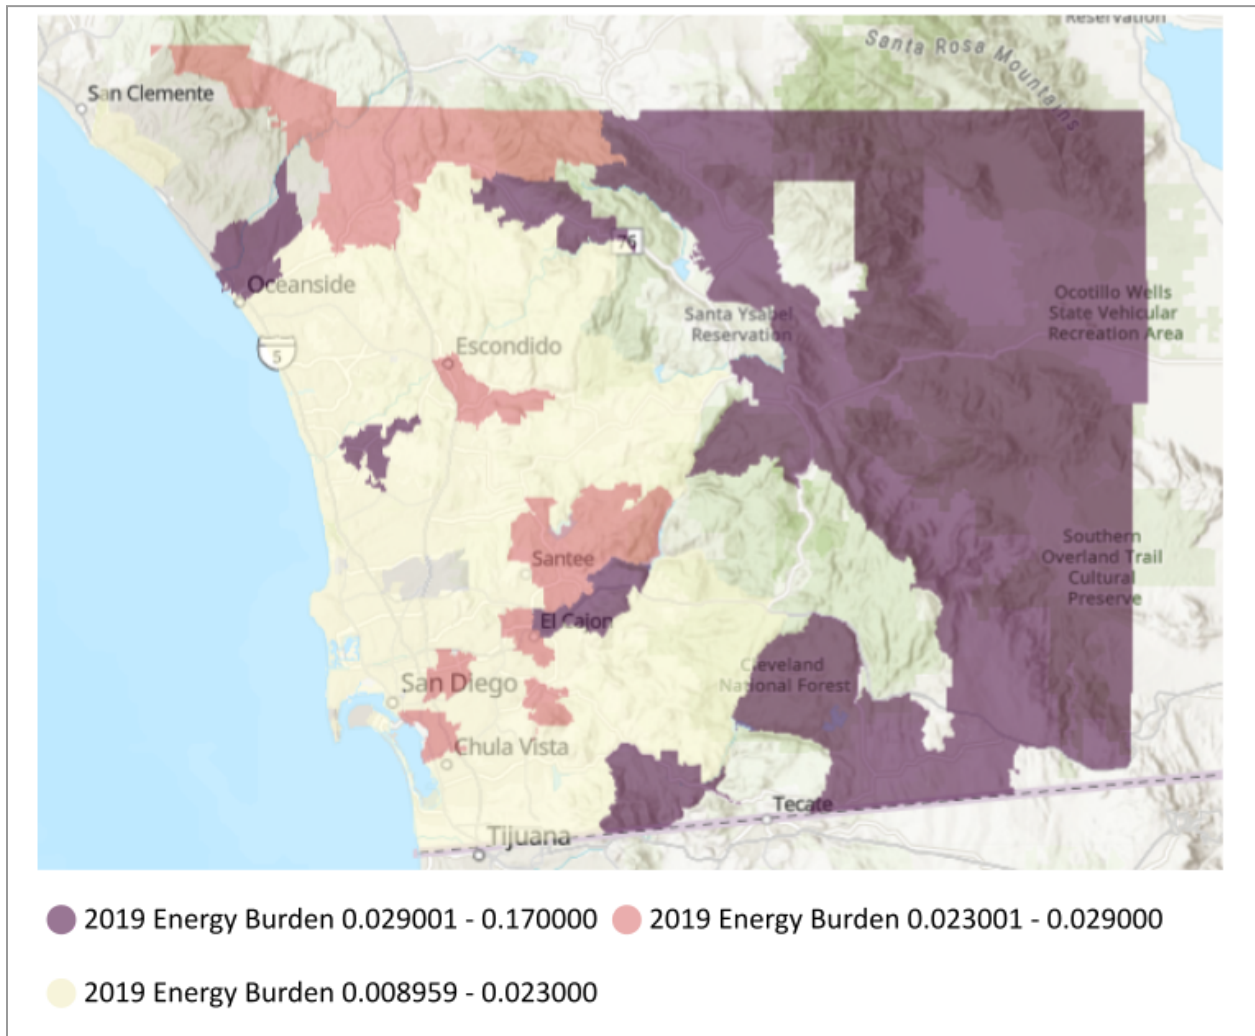 Reservation
Santa Rosa Mountains
San Clemente
76
Oceanside
Ocotillo Wells
State Vehicular
Recreation Area
Santa Ysabel
Reservation
5
Escondido
Southern
Overland Trail
Cultural
Preserve
Santee
El Cajon
Cleveland
National Forest
San Diego
Chula Vista
Tecate
Tijuana
2019 Energy Burden 0.029001 - 0.170000
2019 Energy Burden 0.023001 - 0.029000
2019 Energy Burden 0.008959 - 0.023000